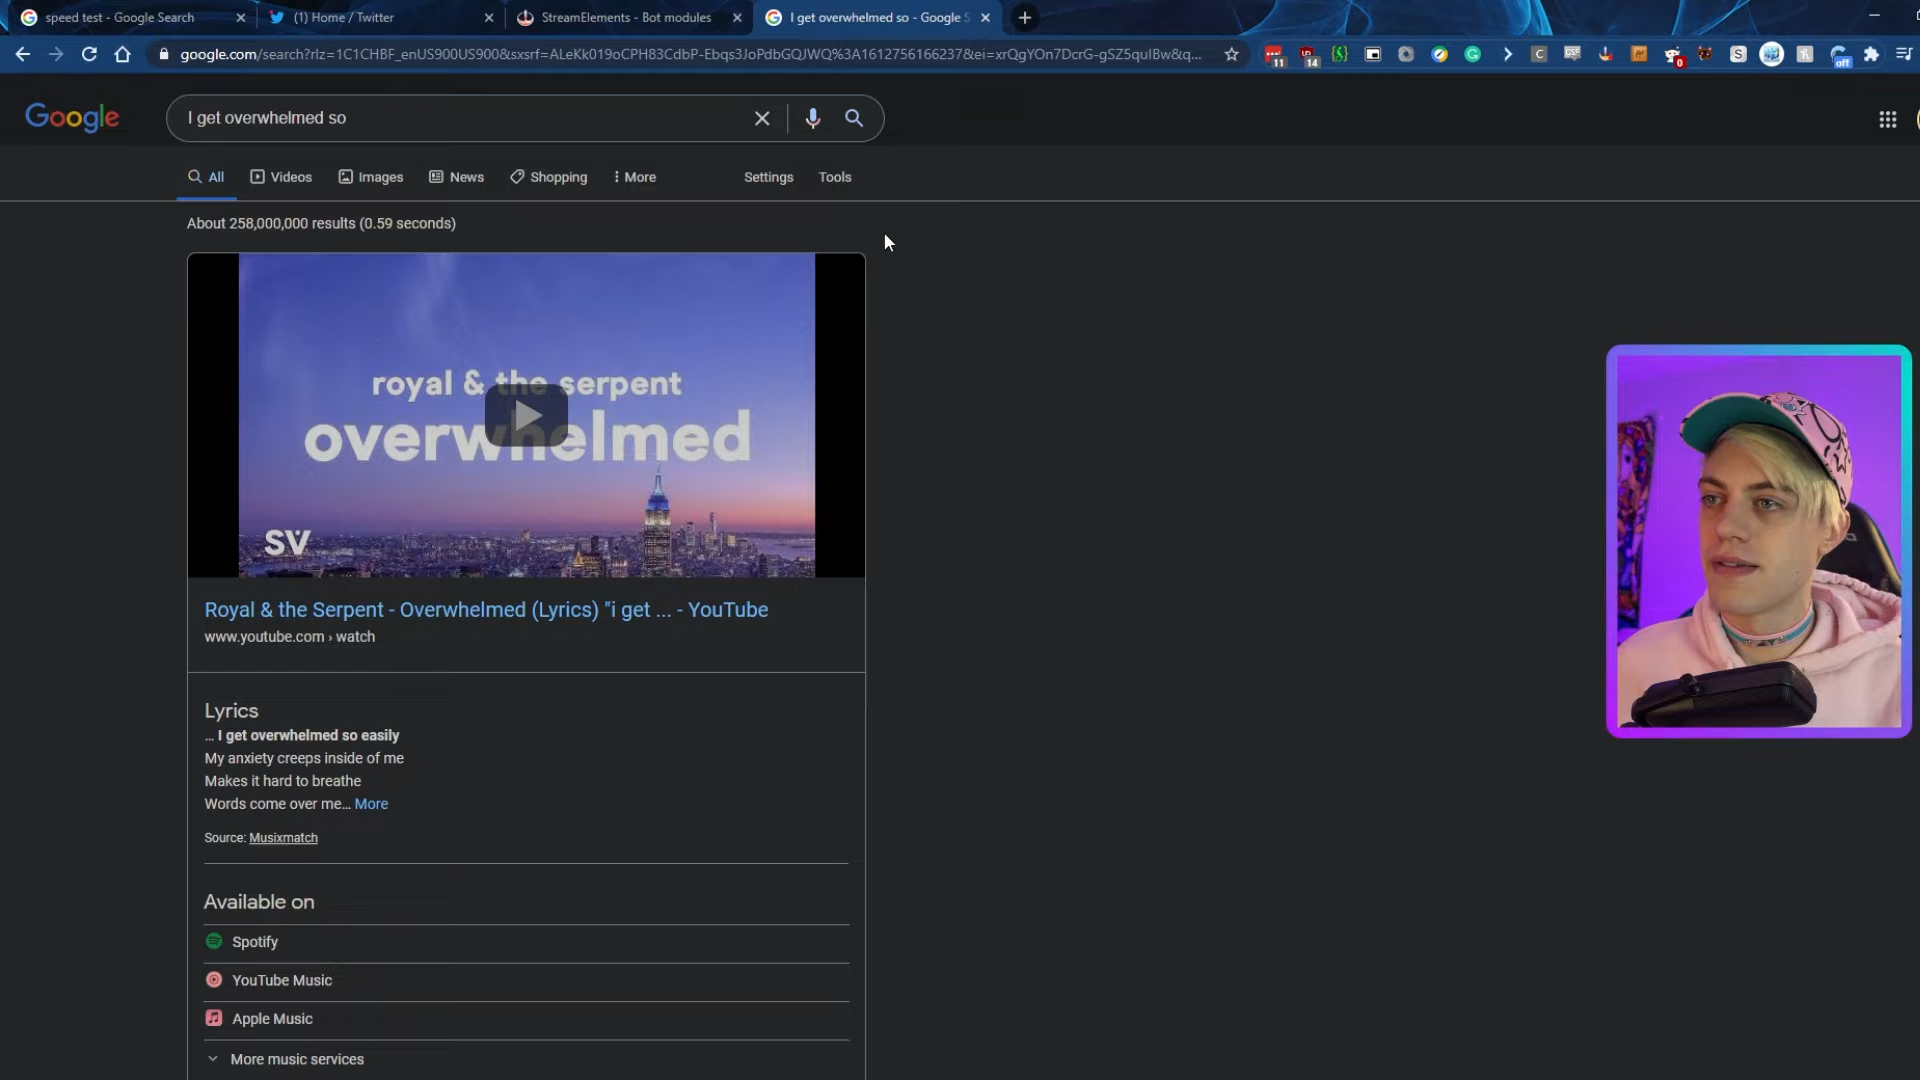 speed test - Google Search
(1) Home / Twitter
StreamElements - Bot modules
I get overwhelmed so - Google S
google.com/search?rlz=1C1CHBF_enUS900US900&sxsrf=ALeKk019oCPH83CdbP-Ebqs3JoPdbGQJWQ%3A1612756166237&ei=xrQgYOn7DcrG-gSZ5quIBw&q...
11
14
0
off
Google
I get overwhelmed so
All
Videos
Images
News
Shopping
More
Settings
Tools
About 258,000,000 results (0.59 seconds)
royal & the serpent
overwhelmed
SV
Royal & the Serpent - Overwhelmed (Lyrics) "i get ... - YouTube
www.youtube.com › watch
Lyrics
... I get overwhelmed so easily
My anxiety creeps inside of me
Makes it hard to breathe
Words come over me... More
Source: Musixmatch
Available on
Spotify
YouTube Music
Apple Music
More music services